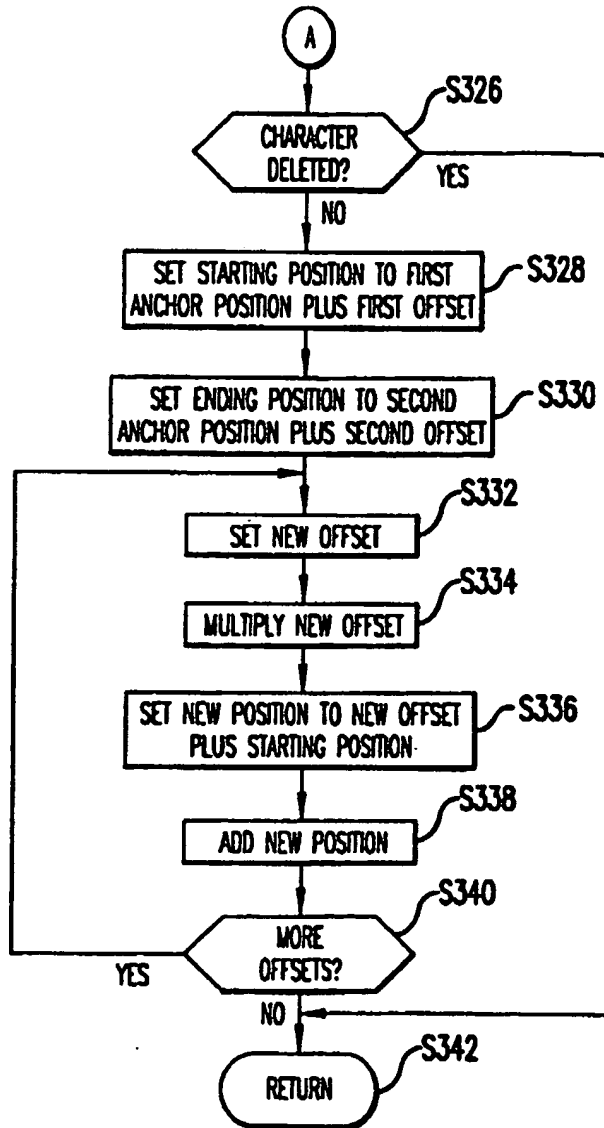 A
S326
CHARACTER
DELETED?
YES
NO
SET STARTING POSITION TO FIRST
ANCHOR POSITION PLUS FIRST OFFSET
S328
SET ENDING POSITION TO SECOND
ANCHOR POSITION PLUS SECOND OFFSET
S330
S332
SET NEW OFFSET
S334
MULTIPLY NEW OFFSET
SET NEW POSITION TO NEW OFFSET
PLUS STARTING POSITION
S336
S338
ADD NEW POSITION
S340
MORE
OFFSETS?
YES
NO
S342
RETURN